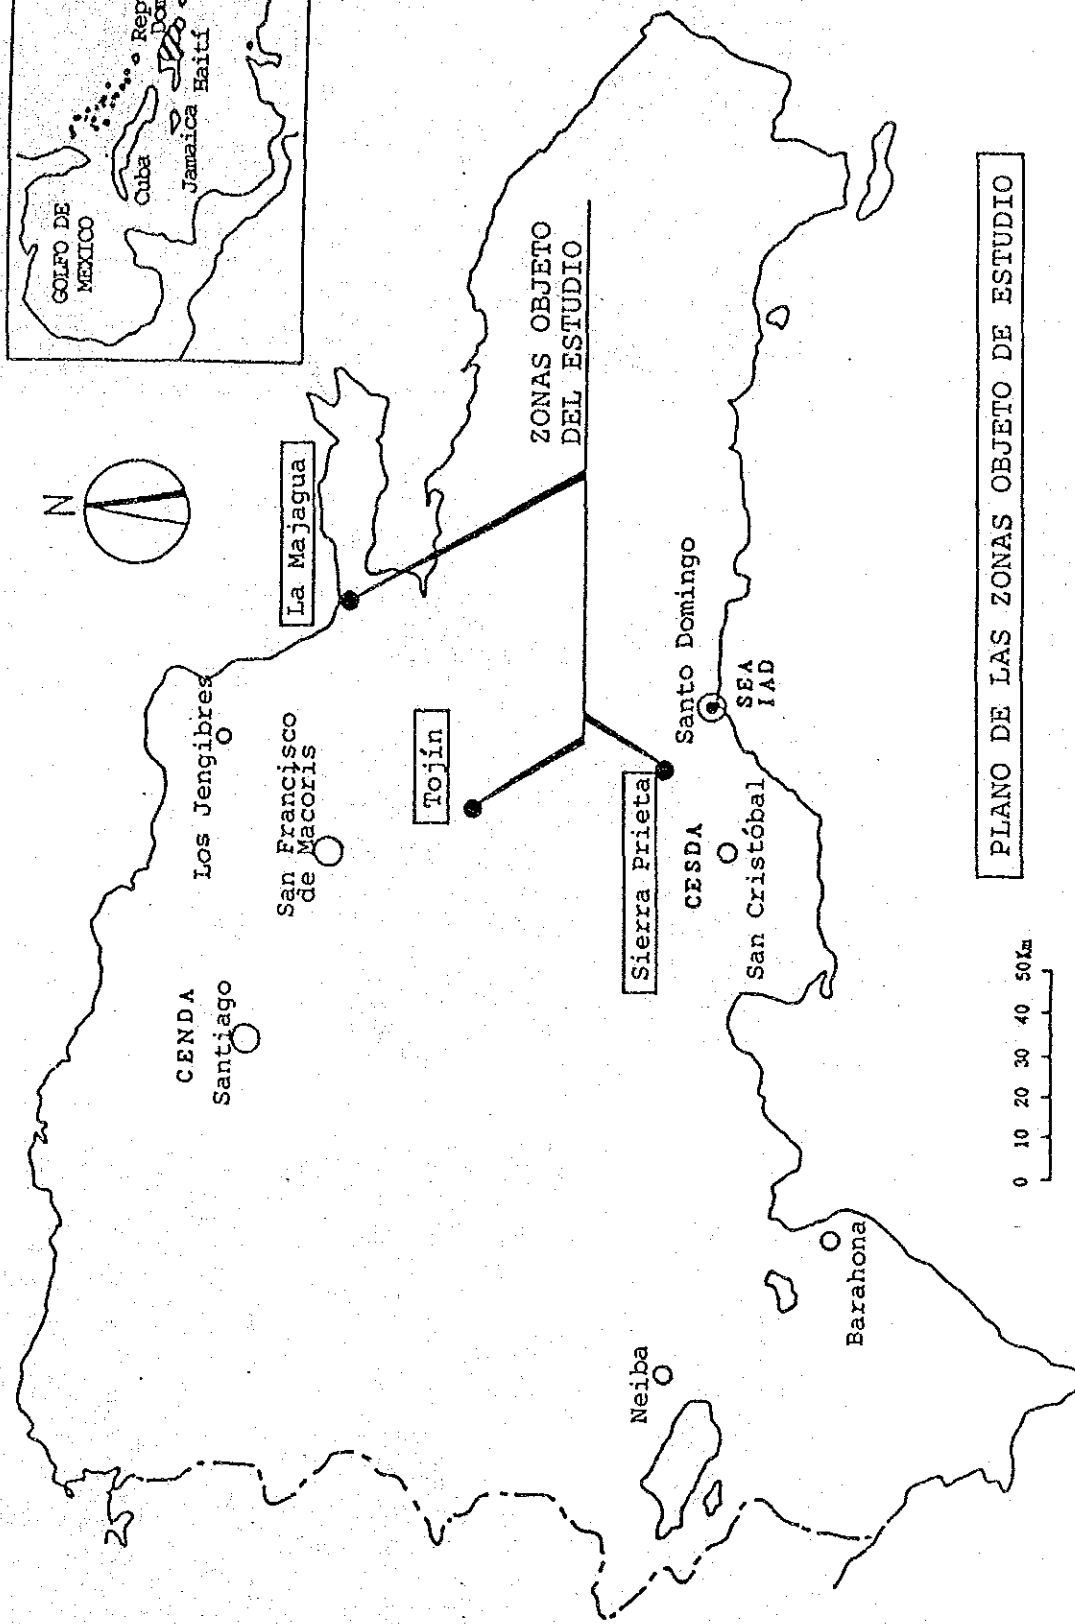 GOLFO DE
MEXICO
Cuba
Jamaica
Haití
N
La Majagua
Los Jengibres
San Francisco
de Macoris
CENDA
Santiago
Tojín
ZONAS OBJETO
DEL ESTUDIO
Sierra Prieta
Santo Domingo
SEA
IAD
CESDA
San Cristóbal
Neiba
Barahona
0 10 20 30 40 50Km
PLANO DE LAS ZONAS OBJETO DE ESTUDIO